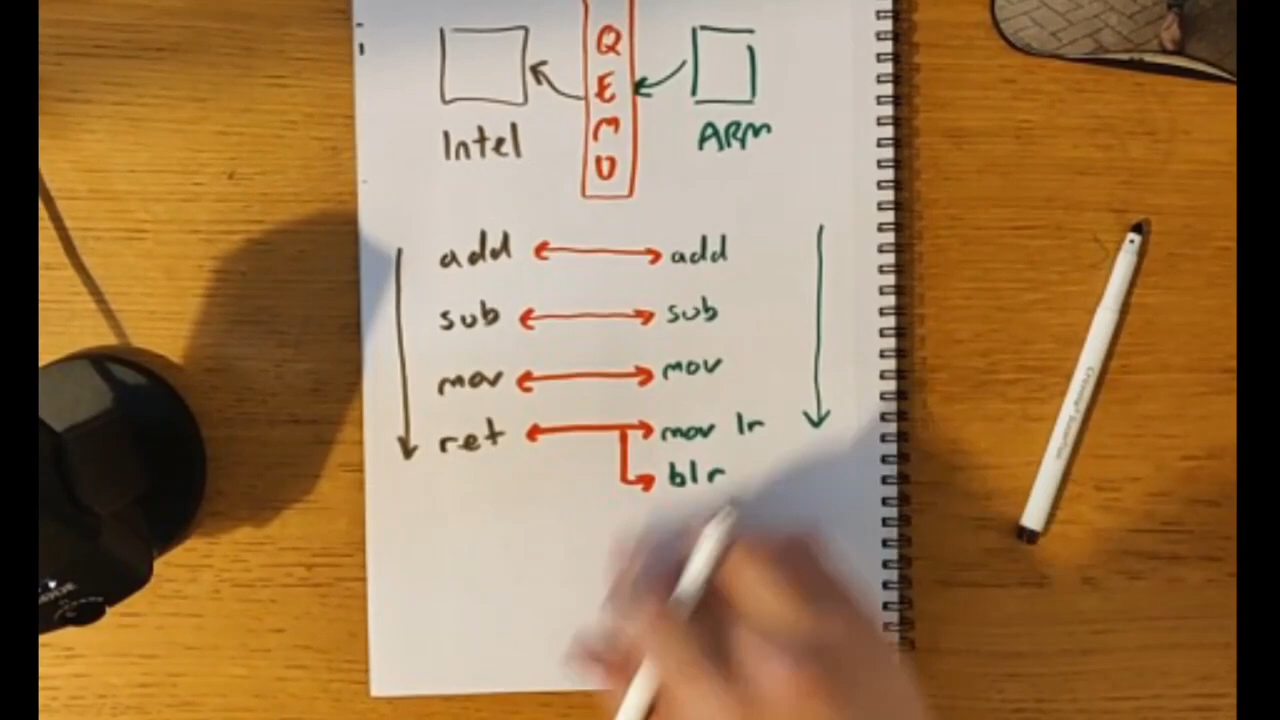 QEMU
Intel
ARM
add add
sub sub
mov mov
ret mov lr
blr